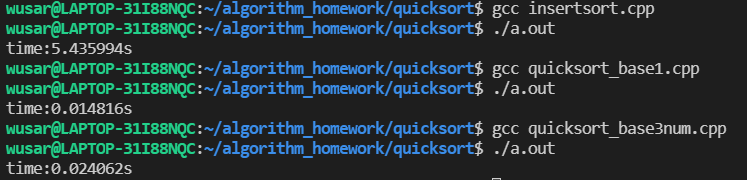 wusar@LAPTOP-31I88NQC:~/algorithm_homework/quicksort$ gcc insertsort.cpp
wusar@LAPTOP-31I88NQC:~/algorithm_homework/quicksort$ ./a.out
time:5.435994s
wusar@LAPTOP-31I88NQC:~/algorithm_homework/quicksort$ gcc quicksort_base1.cpp
wusar@LAPTOP-31I88NQC:~/algorithm_homework/quicksort$ ./a.out
time:0.014816s
wusar@LAPTOP-31I88NQC:~/algorithm_homework/quicksort$ gcc quicksort_base3num.cpp
wusar@LAPTOP-31I88NQC:~/algorithm_homework/quicksort$ ./a.out
time:0.024062s